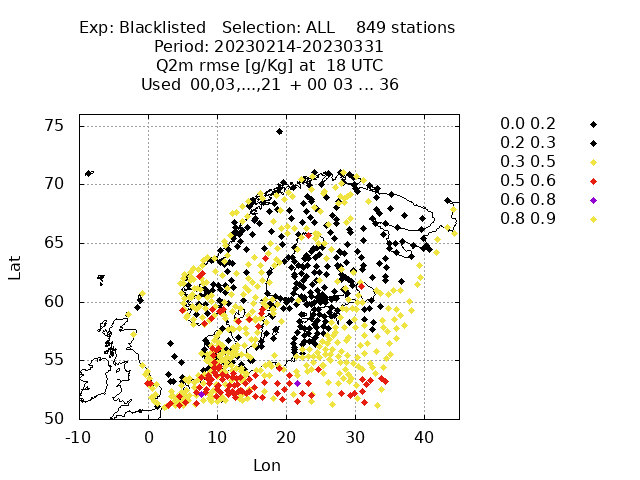 Exp: Blacklisted   Selection: ALL    849 stations
Period: 20230214-20230331
Q2m rmse [g/Kg] at  18 UTC
Used  00,03,...,21  + 00 03 ... 36
0.0 0.2
0.2 0.3
0.3 0.5
0.5 0.6
0.6 0.8
0.8 0.9
75
70
65
60
55
50
Lat
-10 0 10 20 30 40
Lon